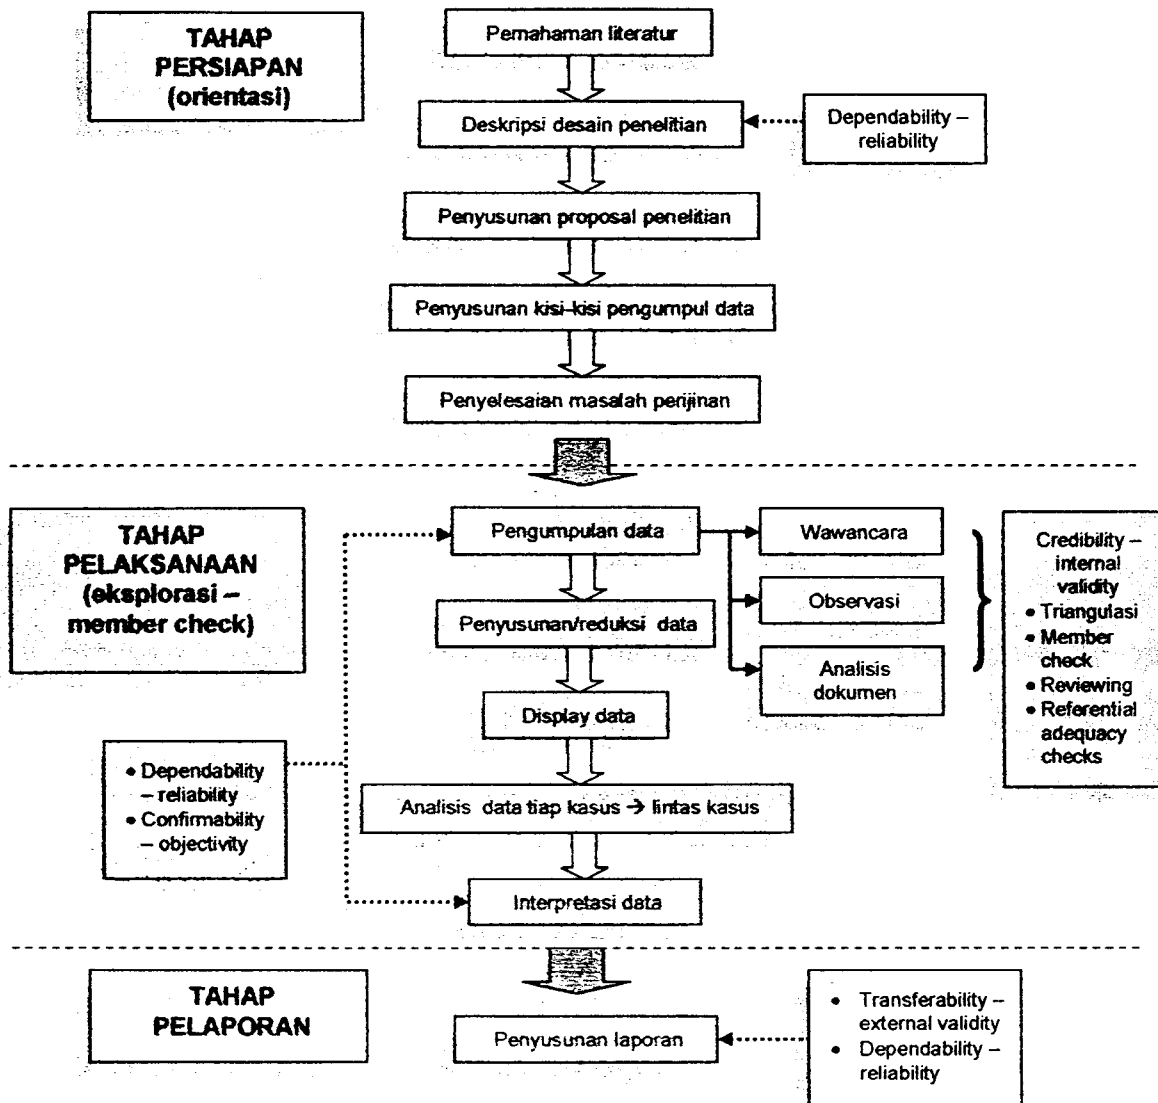 TAHAP
PERSIAPAN
(orientasi)
Pemahaman literatur
Deskripsi desain penelitian
Dependability –
reliability
Penyusunan proposal penelitian
Penyusunan kisi-kisi pengumpul data
Penyelesaian masalah perijinan
TAHAP
PELAKSANAAN
(eksplorasi –
member check)
Pengumpulan data
Wawancara
Observasi
Analisis
dokumen
Credibility –
internal
validity
• Triangulasi
• Member
check
• Reviewing
• Referential
adequacy
checks
Penyusunan/reduksi data
Display data
• Dependability
– reliability
• Confirmability
– objectivity
Analisis data tiap kasus → lintas kasus
Interpretasi data
TAHAP
PELAPORAN
Penyusunan laporan
• Transferability –
external validity
• Dependability –
reliability